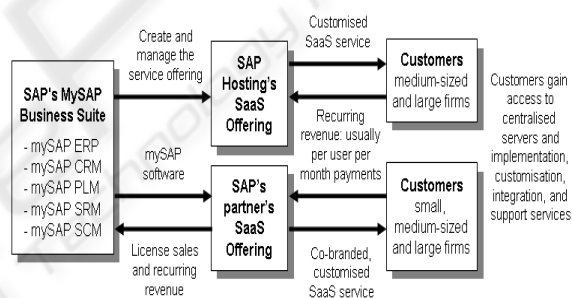 SAP's MySAP
Business Suite
- mySAP ERP
- mySAP CRM
- mySAP PLM
- mySAP SRM
- mySAP SCM
Create and
manage the
service offering
mySAP
software
License sales
and recurring
revenue
SAP
Hosting's
SaaS
Offering
SAP's
partner's
SaaS
Offering
Customised
SaaS service
Recurring
revenue: usually
per user per
month payments
Co-branded,
customised
SaaS service
Customers
medium-sized
and large firms
Customers
small,
medium-sized
and large firms
Customers gain
access to
centralised
servers and
implementation,
customisation,
integration, and
support services